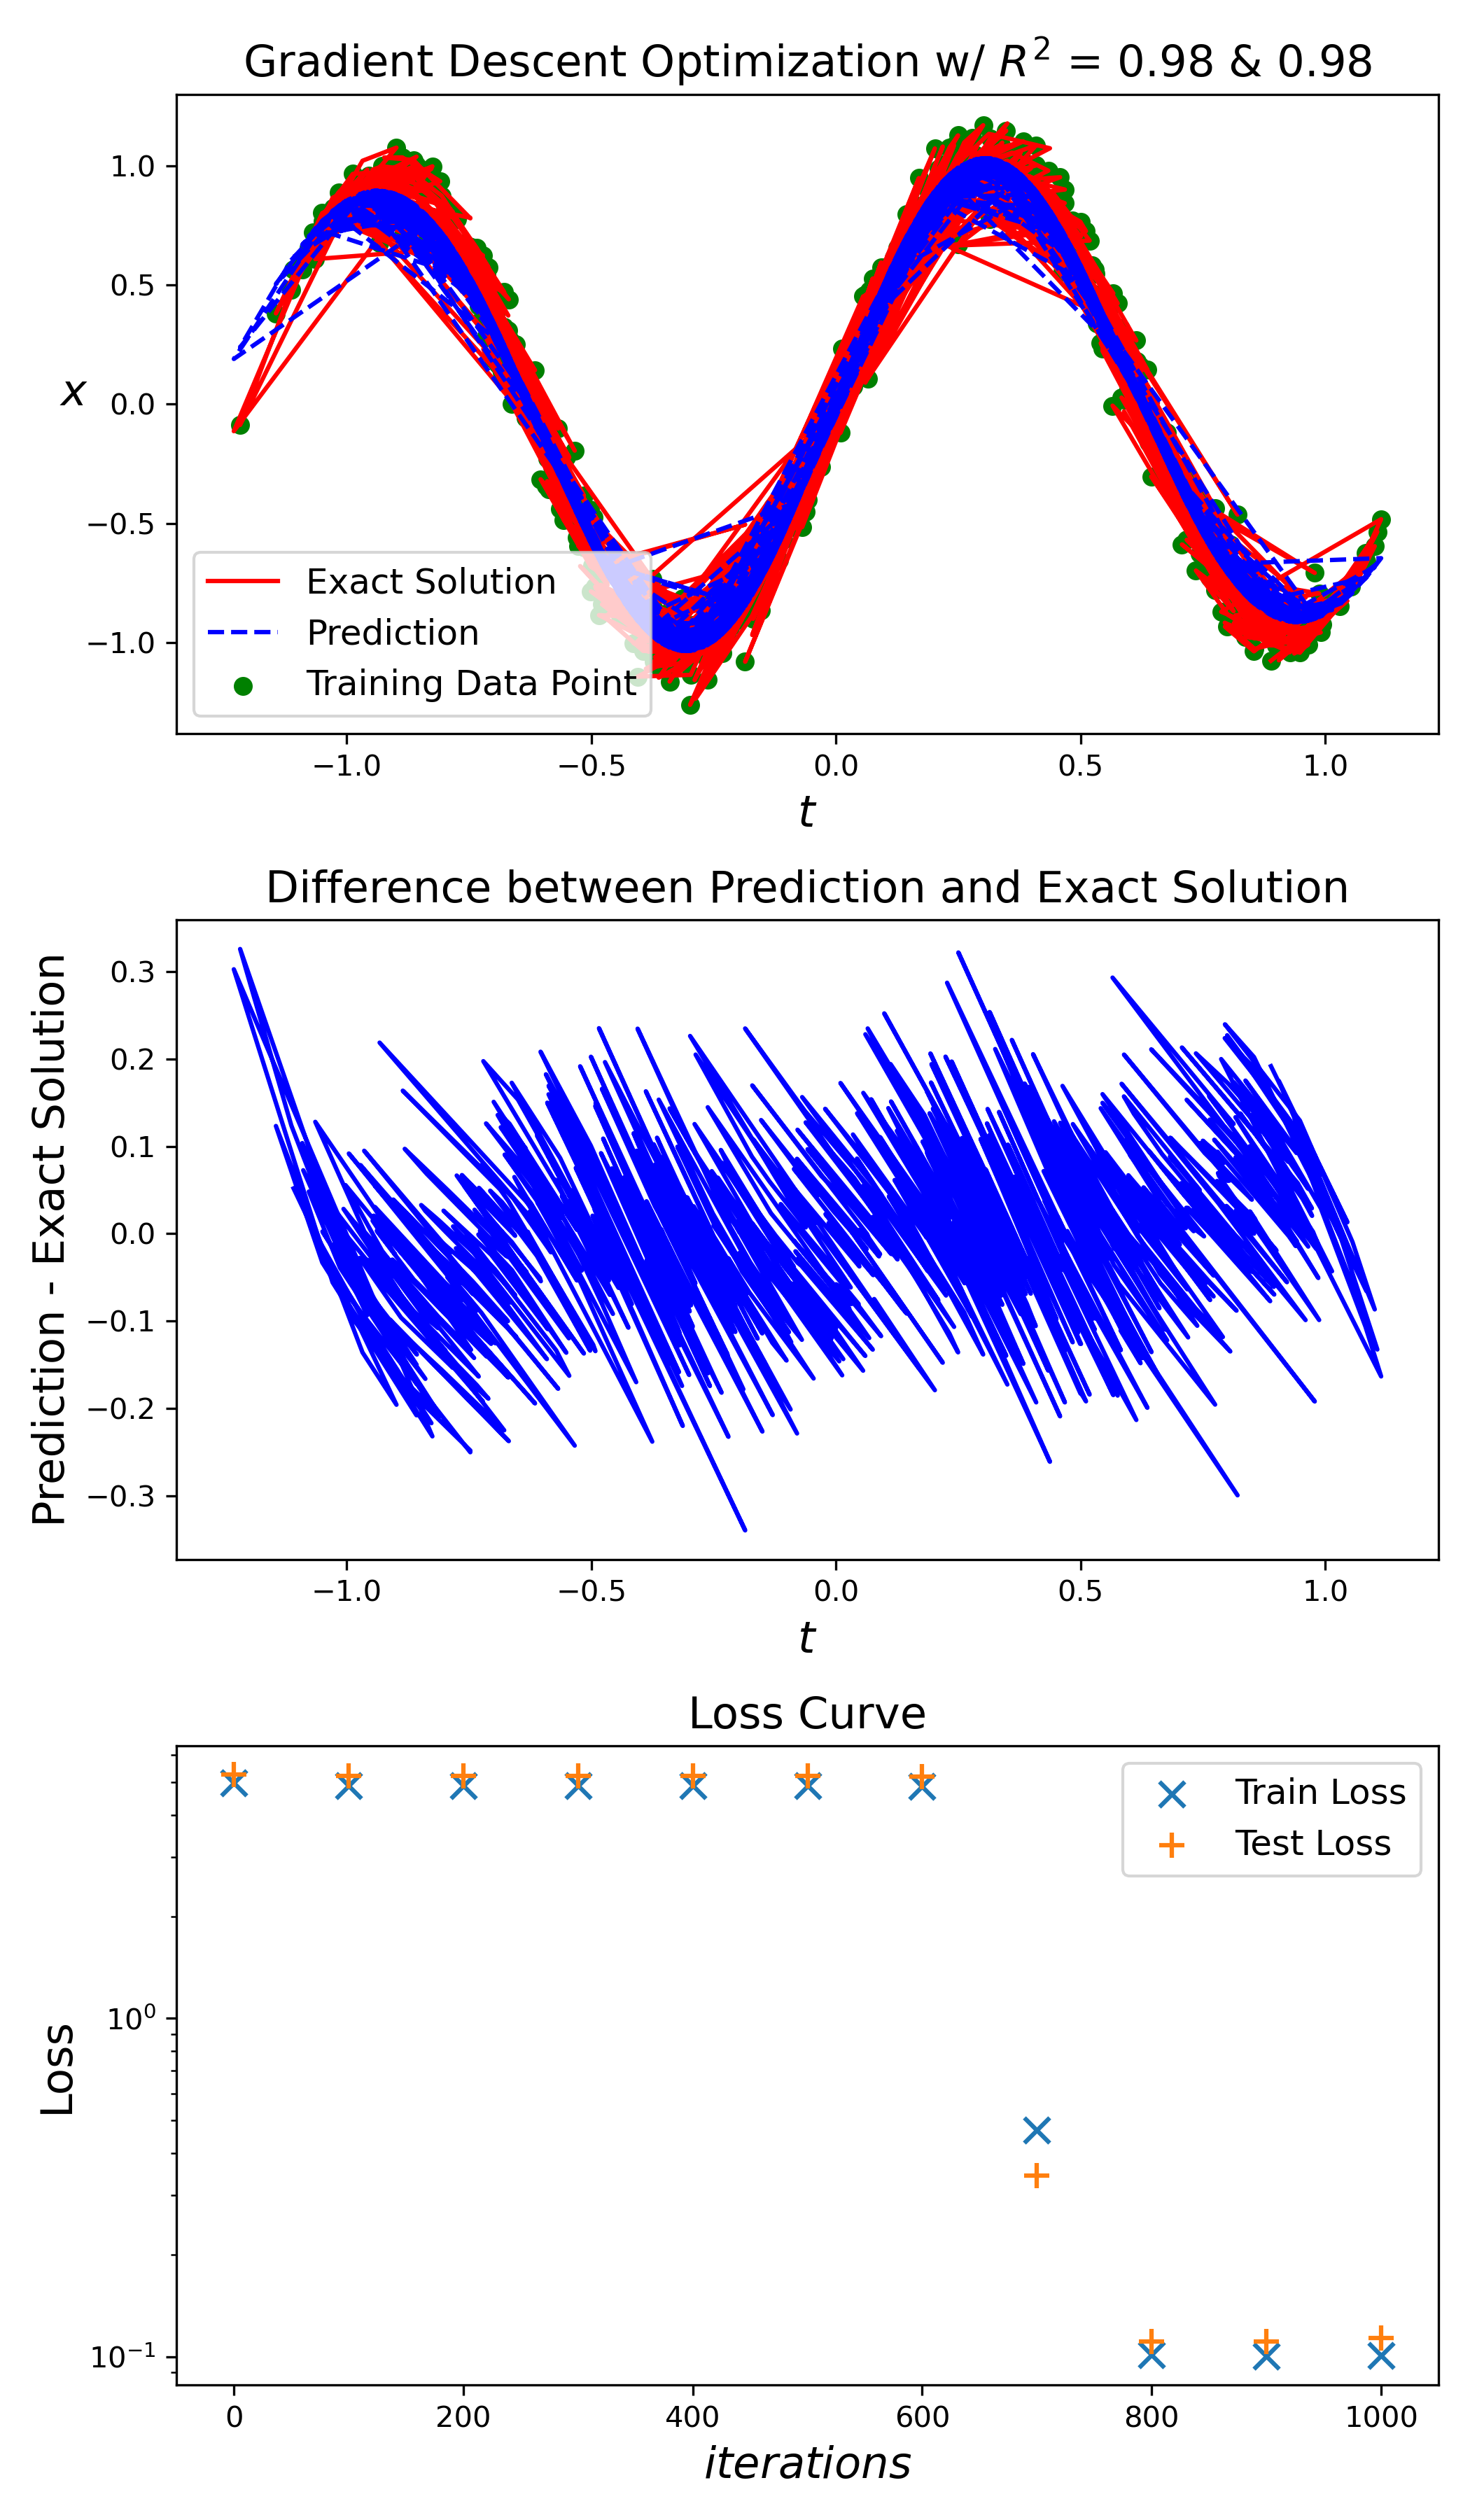 Gradient Descent Optimization w/ R² = 0.98 & 0.98
1.0
0.5
0.0
−0.5
−1.0
x
Exact Solution
Prediction
Training Data Point
−1.0 −0.5 0.0 0.5 1.0
t
Difference between Prediction and Exact Solution
0.3
0.2
0.1
0.0
−0.1
−0.2
−0.3
Prediction - Exact Solution
−1.0 −0.5 0.0 0.5 1.0
t
Loss Curve
Train Loss
Test Loss
10⁰
10⁻¹
Loss
0 200 400 600 800 1000
iterations